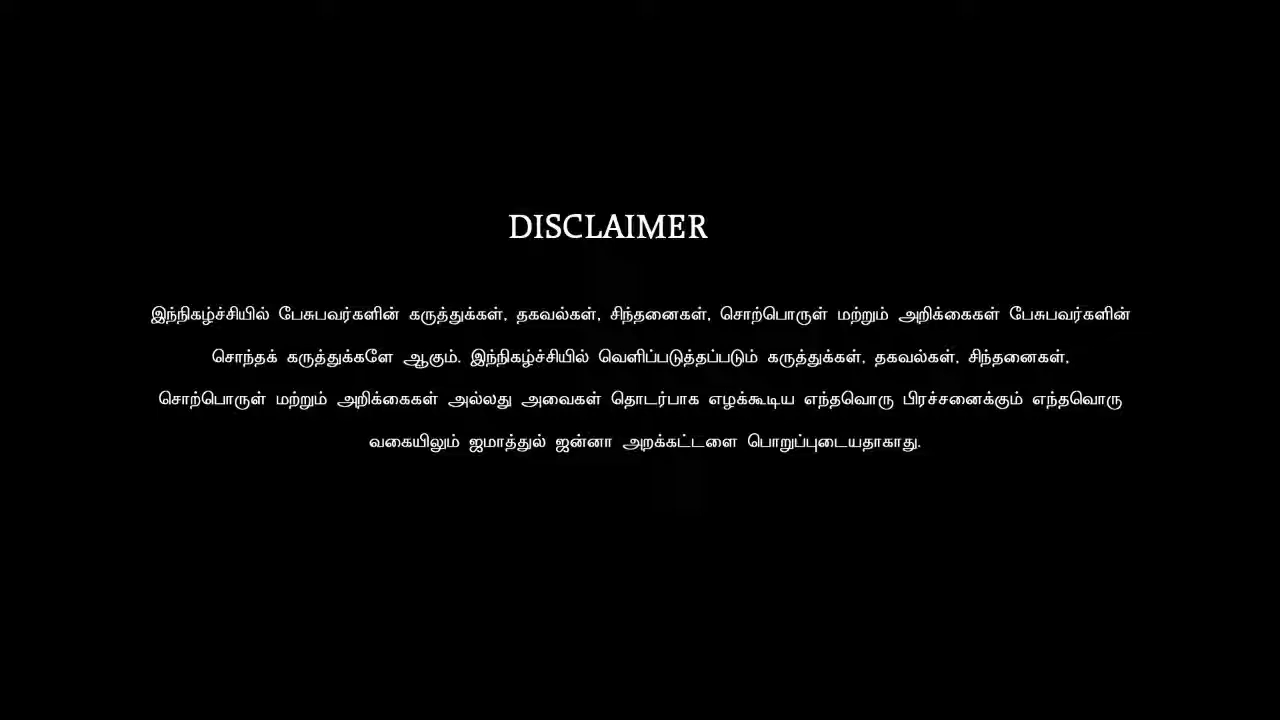 DISCLAIMER
இந்நிகழ்ச்சியில் பேசுபவர்களின் கருத்துக்கள், தகவல்கள், சிந்தனைகள், சொற்பொருள் மற்றும் அறிக்கைகள் பேசுபவர்களின்
சொந்தக் கருத்துக்களே ஆகும். இந்நிகழ்ச்சியில் வெளிப்படுத்தப்படும் கருத்துக்கள், தகவல்கள், சிந்தனைகள்,
சொற்பொருள் மற்றும் அறிக்கைகள் அல்லது அவைகள் தொடர்பாக எழக்கூடிய எந்தவொரு பிரச்சனைக்கும் எந்தவொரு
வகையிலும் ஜமாத்துல் ஜன்னா அறக்கட்டளை பொறுப்புடையதாகாது.